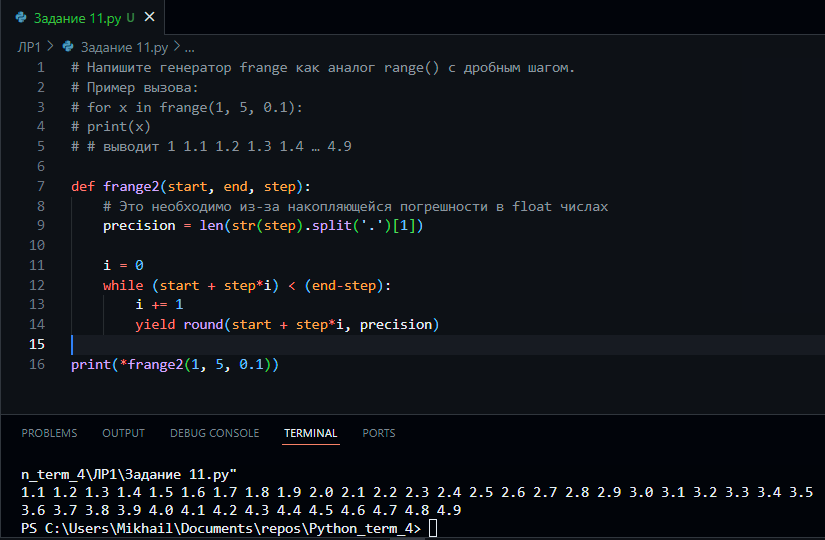 Задание 11.py U
ЛР1 > Задание 11.py > ...
1 # Напишите генератор frange как аналог range() с дробным шагом.
2 # Пример вызова:
3 # for x in frange(1, 5, 0.1):
4 # print(x)
5 # # выводит 1 1.1 1.2 1.3 1.4 … 4.9
6
7 def frange2(start, end, step):
8 # Это необходимо из-за накопляющейся погрешности в float числах
9 precision = len(str(step).split('.')[1])
10
11 i = 0
12 while (start + step*i) < (end-step):
13 i += 1
14 yield round(start + step*i, precision)
15
16 print(*frange2(1, 5, 0.1))
PROBLEMS OUTPUT DEBUG CONSOLE TERMINAL PORTS
n_term_4\ЛР1\Задание 11.py"
1.1 1.2 1.3 1.4 1.5 1.6 1.7 1.8 1.9 2.0 2.1 2.2 2.3 2.4 2.5 2.6 2.7 2.8 2.9 3.0 3.1 3.2 3.3 3.4 3.5
3.6 3.7 3.8 3.9 4.0 4.1 4.2 4.3 4.4 4.5 4.6 4.7 4.8 4.9
PS C:\Users\Mikhail\Documents\repos\Python_term_4>